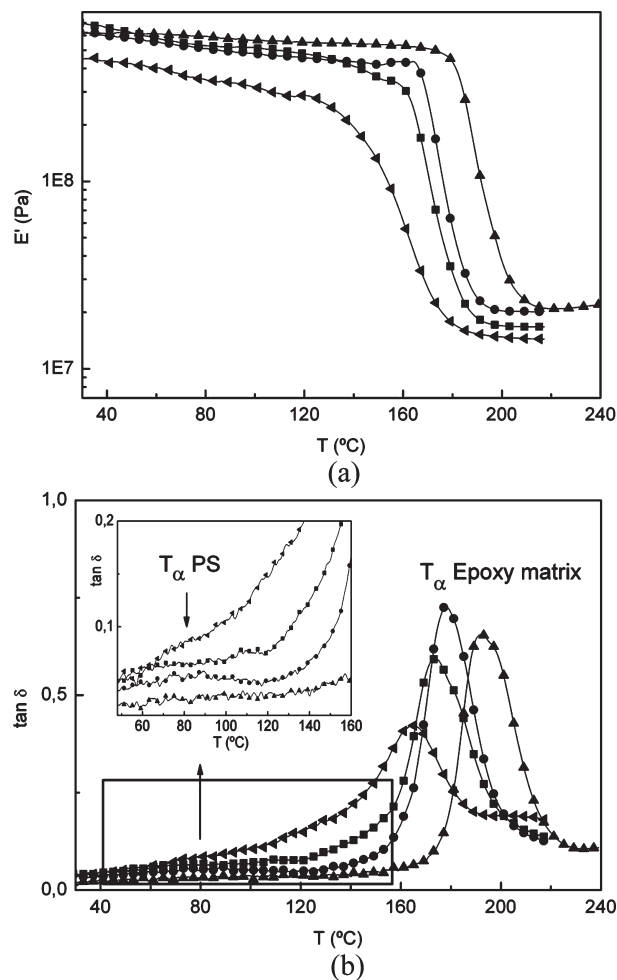 E' (Pa)
1E8
1E7
40 80 120 160 200 240
T (ºC)
(a)
1,0
0,5
0,0
tan δ
0,2
0,1
tan δ
Tα PS
60 80 100 120 140 160
T (ºC)
Tα Epoxy matrix
40 80 120 160 200 240
T (ºC)
(b)